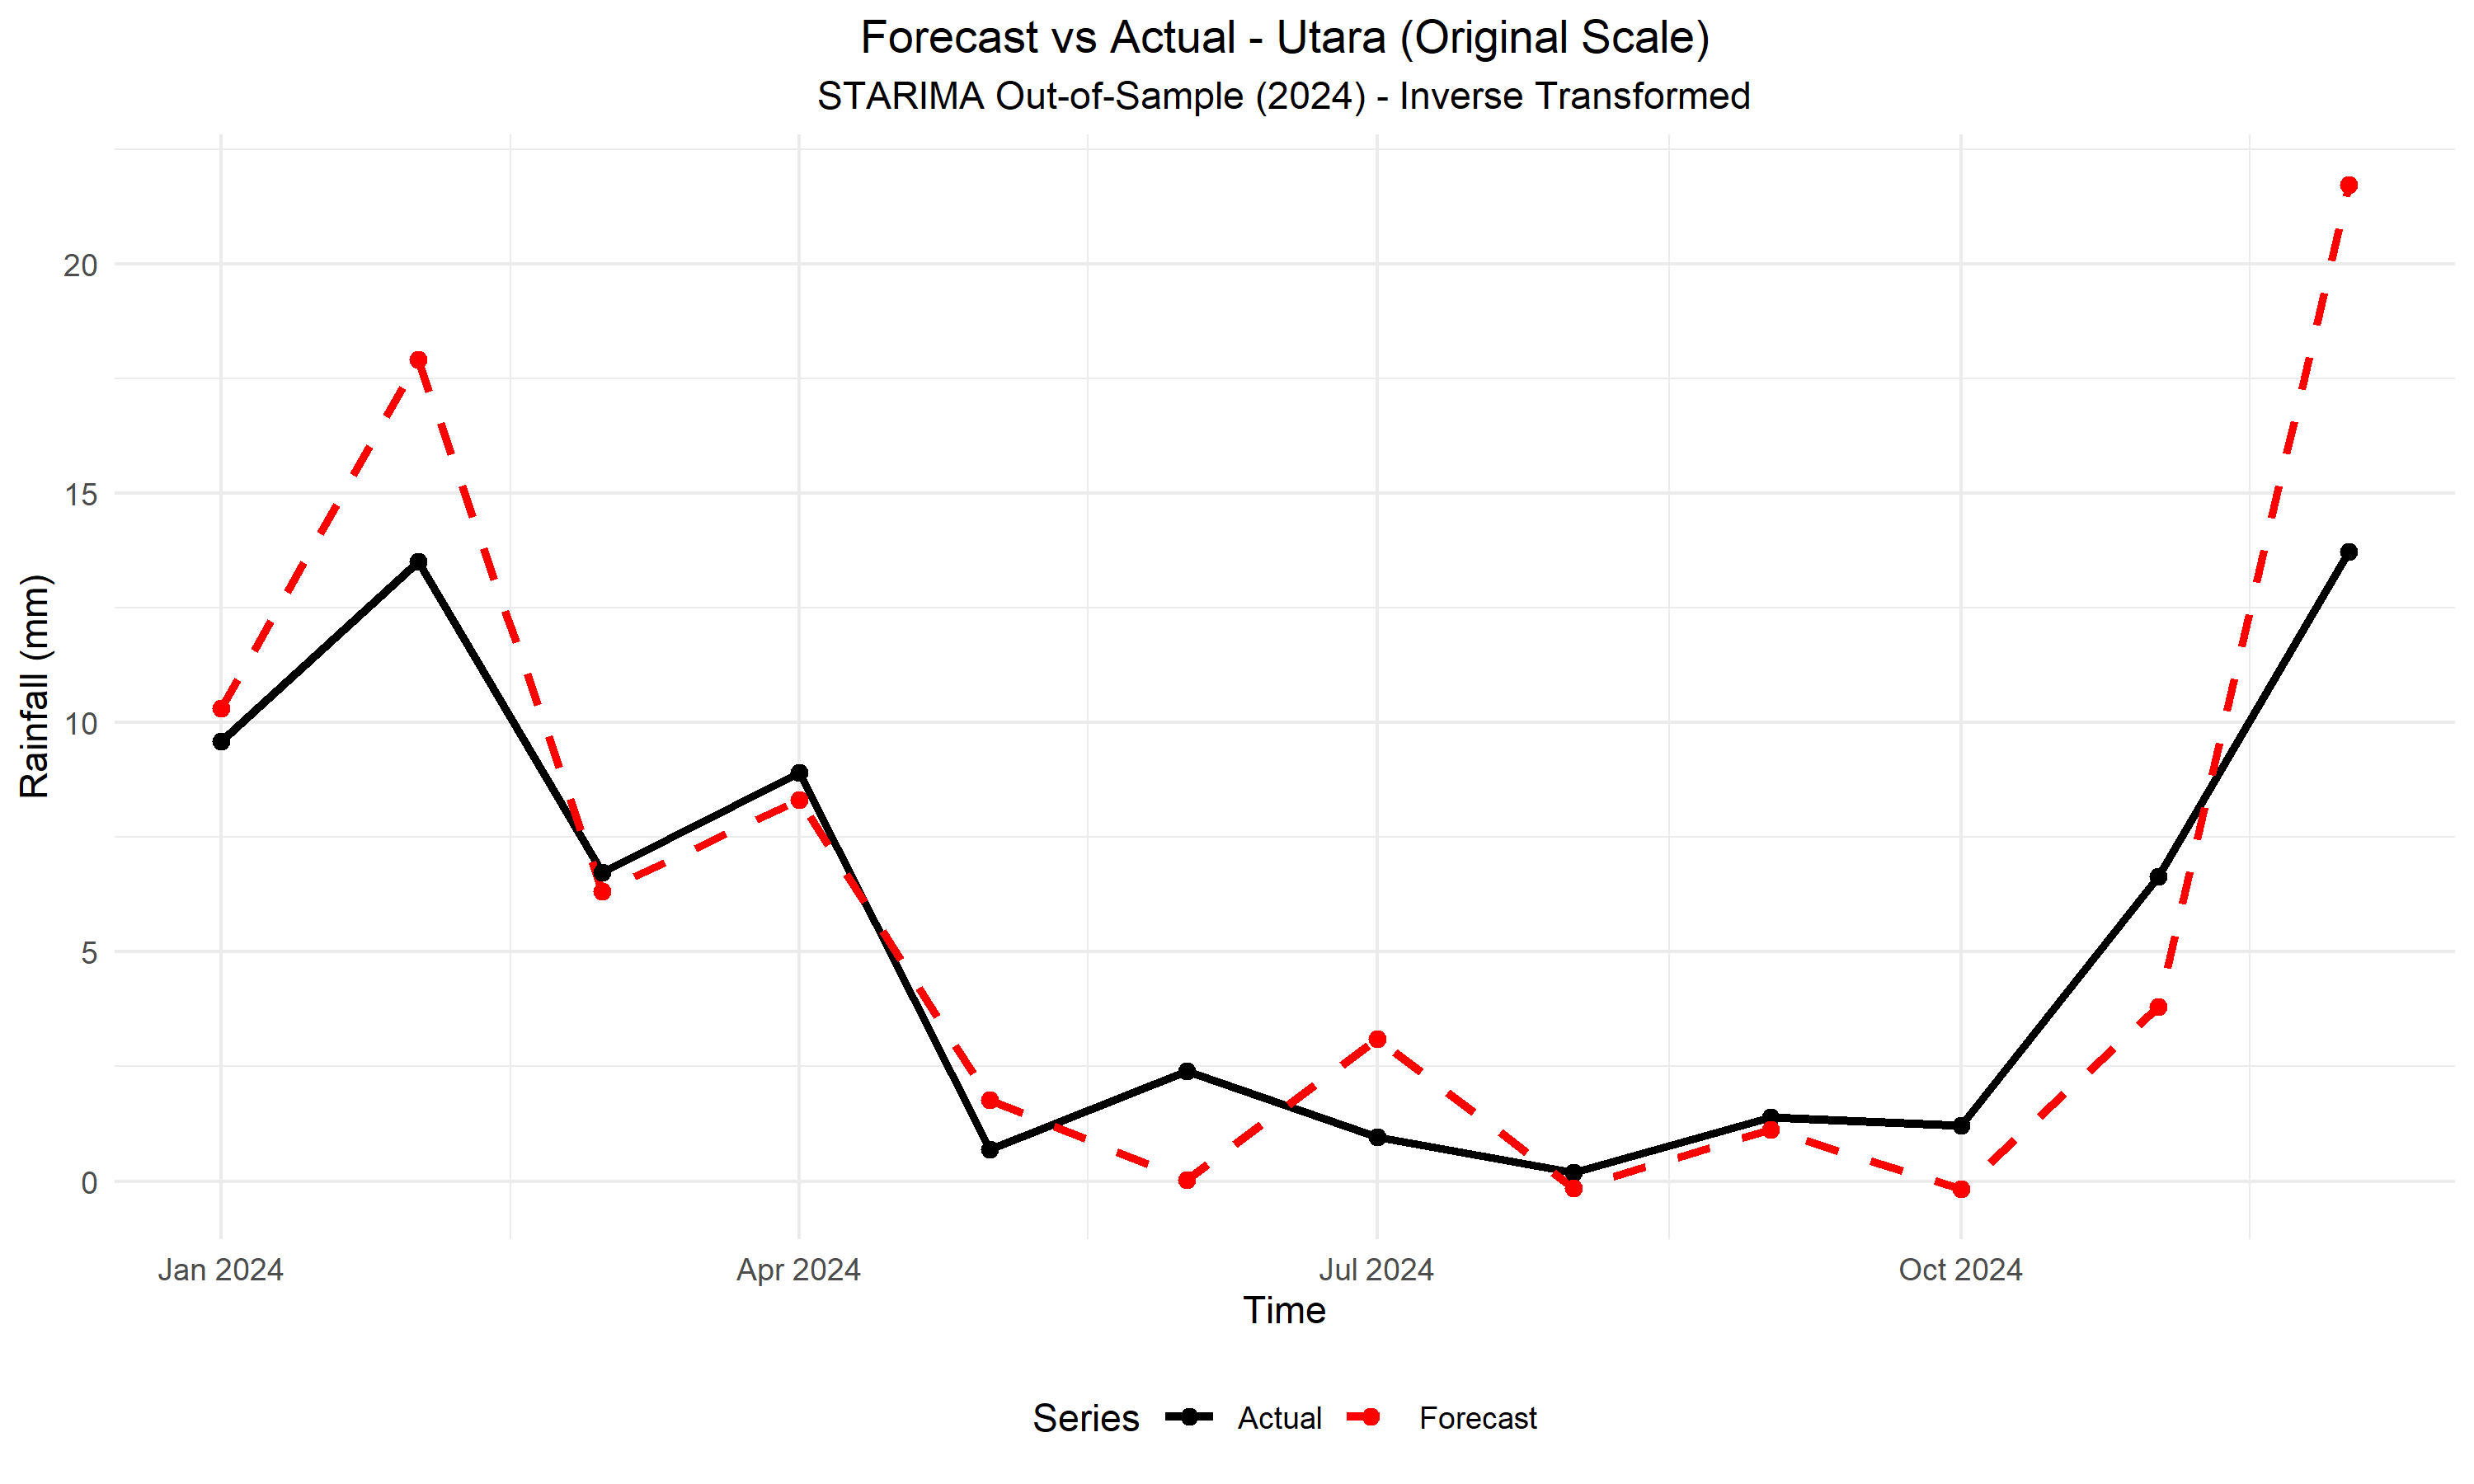 Forecast vs Actual - Utara (Original Scale)
STARIMA Out-of-Sample (2024) - Inverse Transformed
Rainfall (mm)
20
15
10
5
0
Jan 2024 Apr 2024 Jul 2024 Oct 2024
Time
Series Actual Forecast